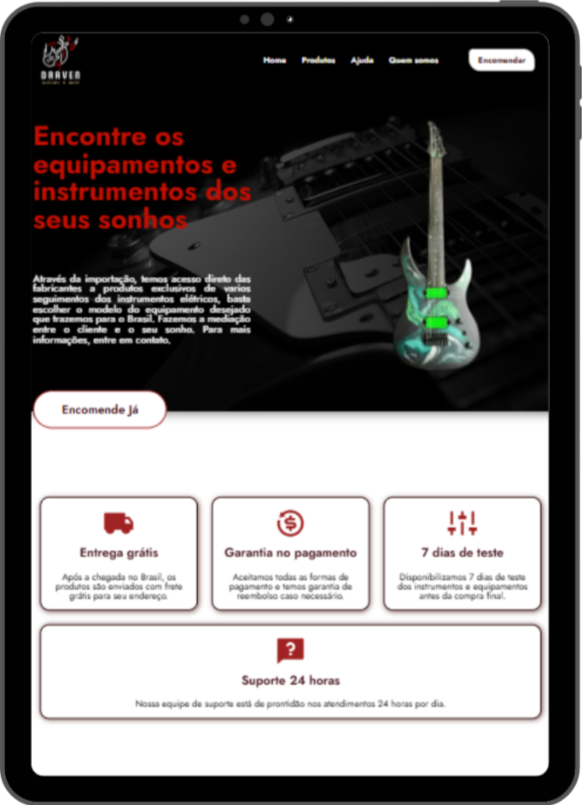 DRAVEN
Home Produtos Ajuda Quem somos Encomendar
Encontre os
equipamentos e
instrumentos dos
seus sonhos
Através da importação, temos acesso direto das
fabricantes a produtos exclusivos de varios
seguimentos dos instrumentos elétricos, basta
escolher o modelo do equipamento desejado
que trazemos para o Brasil. Fazemos a mediação
entre o cliente e o seu sonho. Para mais
informações, entre em contato.
Encomende Já
Entrega grátis
Após a chegada no Brasil, os
produtos são enviados com frete
grátis para seu endereço.
Garantia no pagamento
Aceitamos todas as formas de
pagamento e temos garantia de
reembolso caso necessário.
7 dias de teste
Disponibilizamos 7 dias de teste
dos instrumentos e equipamentos
antes da compra final.
Suporte 24 horas
Nossa equipe de suporte está de prontidão nos atendimentos 24 horas por dia.